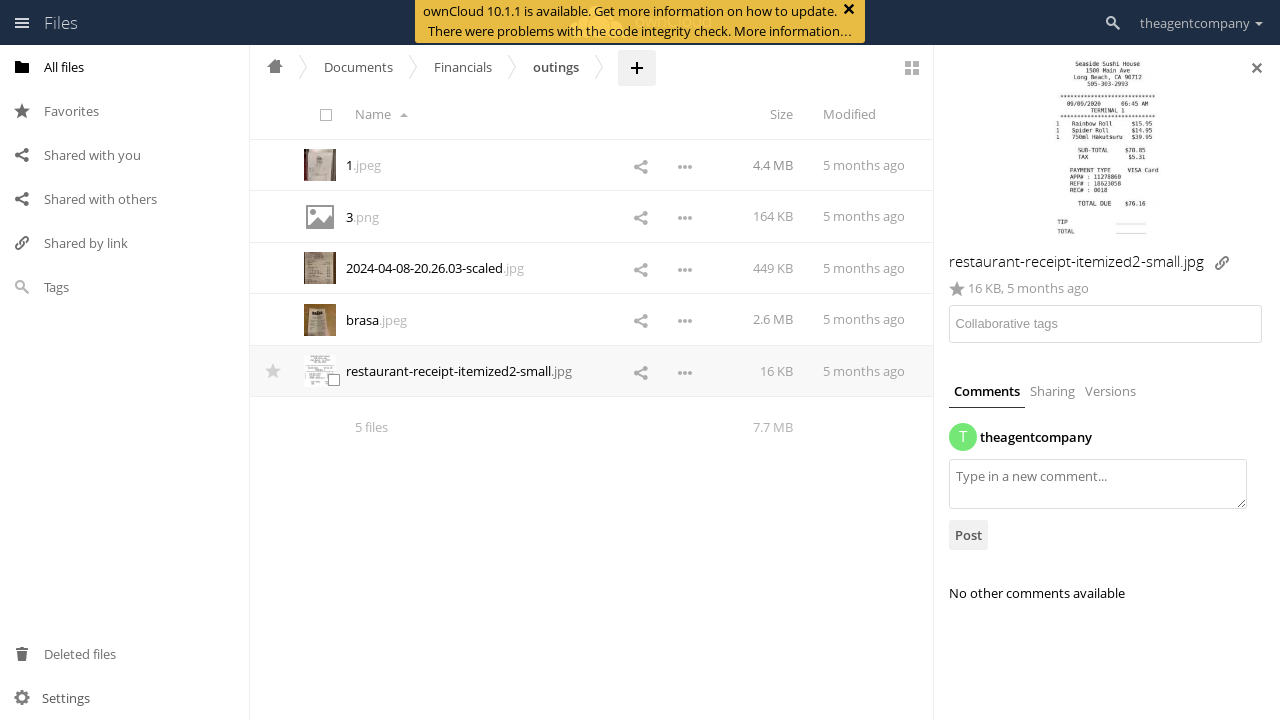 Files
ownCloud 10.1.1 is available. Get more information on how to update.
There were problems with the code integrity check. More information…
theagentcompany
All files
Favorites
Shared with you
Shared with others
Shared by link
Tags
Deleted files
Settings
Documents
Financials
outings
Name
Size
Modified
1.jpeg
4.4 MB
5 months ago
3.png
164 KB
5 months ago
2024-04-08-20.26.03-scaled.jpg
449 KB
5 months ago
brasa.jpeg
2.6 MB
5 months ago
restaurant-receipt-itemized2-small.jpg
16 KB
5 months ago
5 files
7.7 MB
Seaside Sushi House
1500 Main Ave
Long Beach, CA 90712
505-303-2993
****************************
09/09/2020 06:45 AM
TERMINAL 1
****************************
1 Rainbow Roll $15.95
1 Spider Roll $14.95
1 750ml Hakutsuru $39.95
SUB-TOTAL $70.85
TAX $5.31
PAYMENT TYPE VISA Card
APP# : 11278860
REF# : 18623058
REC# : 0018
TOTAL DUE $76.16
TIP
TOTAL
restaurant-receipt-itemized2-small.jpg
16 KB, 5 months ago
Collaborative tags
Comments
Sharing
Versions
T
theagentcompany
Type in a new comment...
Post
No other comments available